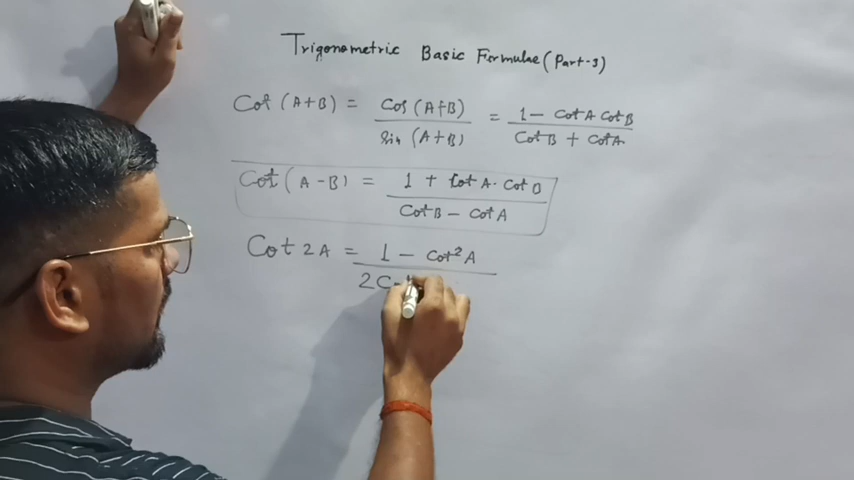 Trigonometric Basic Formulae (Part-3)
Cot (A+B) = Cos (A+B) / Sin (A+B) = 1 - Cot A Cot B / Cot B + Cot A
Cot (A-B) = 1 + Cot A. Cot B / Cot B - Cot A
Cot 2A = 1 - Cot²A / 2C